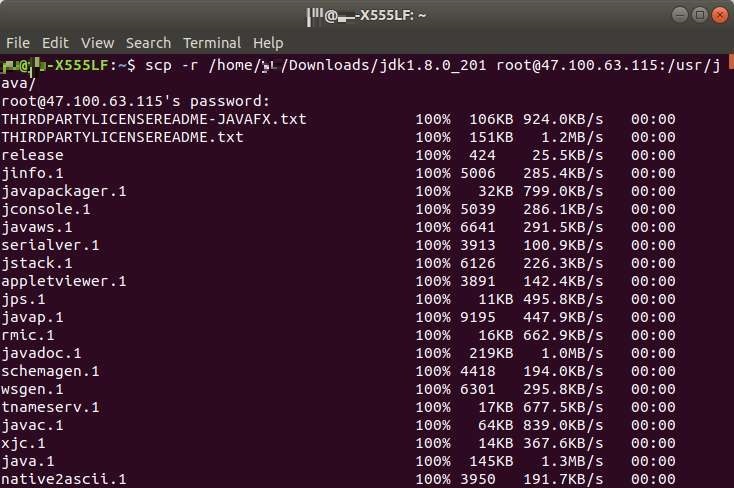 @ -X555LF: ~
File Edit View Search Terminal Help
@ -X555LF:~$ scp -r /home/ /Downloads/jdk1.8.0_201 root@47.100.63.115:/usr/j
ava/
root@47.100.63.115's password:
THIRDPARTYLICENSEREADME-JAVAFX.txt 100% 106KB 924.0KB/s 00:00
THIRDPARTYLICENSEREADME.txt 100% 151KB 1.2MB/s 00:00
release 100% 424 25.5KB/s 00:00
jinfo.1 100% 5006 285.4KB/s 00:00
javapackager.1 100% 32KB 799.0KB/s 00:00
jconsole.1 100% 5039 286.1KB/s 00:00
javaws.1 100% 6641 291.5KB/s 00:00
serialver.1 100% 3913 100.9KB/s 00:00
jstack.1 100% 6126 226.3KB/s 00:00
appletviewer.1 100% 3891 142.4KB/s 00:00
jps.1 100% 11KB 495.8KB/s 00:00
javap.1 100% 9195 447.9KB/s 00:00
rmic.1 100% 16KB 662.9KB/s 00:00
javadoc.1 100% 219KB 1.0MB/s 00:00
schemagen.1 100% 4418 194.0KB/s 00:00
wsgen.1 100% 6301 295.8KB/s 00:00
tnameserv.1 100% 17KB 677.5KB/s 00:00
javac.1 100% 64KB 839.0KB/s 00:00
xjc.1 100% 14KB 367.6KB/s 00:00
java.1 100% 145KB 1.3MB/s 00:00
native2ascii.1 100% 3950 191.7KB/s 00:00